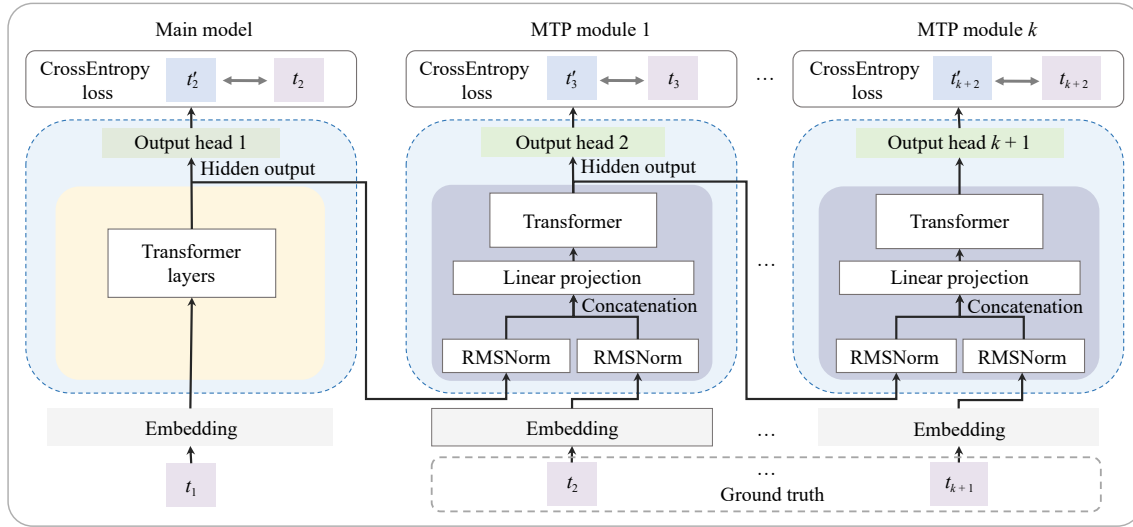 Main model
MTP module 1
MTP module k
CrossEntropy
loss
t′2
t2
CrossEntropy
loss
t′3
t3
...
CrossEntropy
loss
t′k+2
tk+2
Output head 1
Output head 2
Output head k + 1
Hidden output
Hidden output
Transformer
layers
Transformer
Transformer
Linear projection
...
Linear projection
Concatenation
Concatenation
RMSNorm
RMSNorm
RMSNorm
RMSNorm
Embedding
Embedding
...
Embedding
t1
t2
...
tk+1
Ground truth